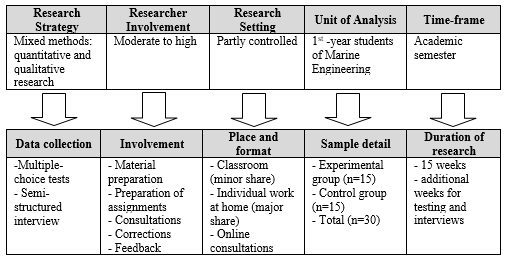 Research Strategy
Mixed methods:
quantitative and
qualitative
research
Researcher
Involvement
Moderate to high
Research
Setting
Partly controlled
Unit of Analysis
1st -year students
of Marine
Engineering
Time-frame
Academic
semester
Data collection
-Multiple-
choice tests
- Semi-
structured
interview
Involvement
- Material
preparation
- Preparation of
assignments
- Consultations
- Corrections
- Feedback
Place and
format
- Classroom
(minor share)
- Individual work
at home (major
share)
- Online
consultations
Sample detail
- Experimental
group (n=15)
- Control group
(n=15)
- Total (n=30)
Duration of
research
- 15 weeks
- additional
weeks for
testing and
interviews